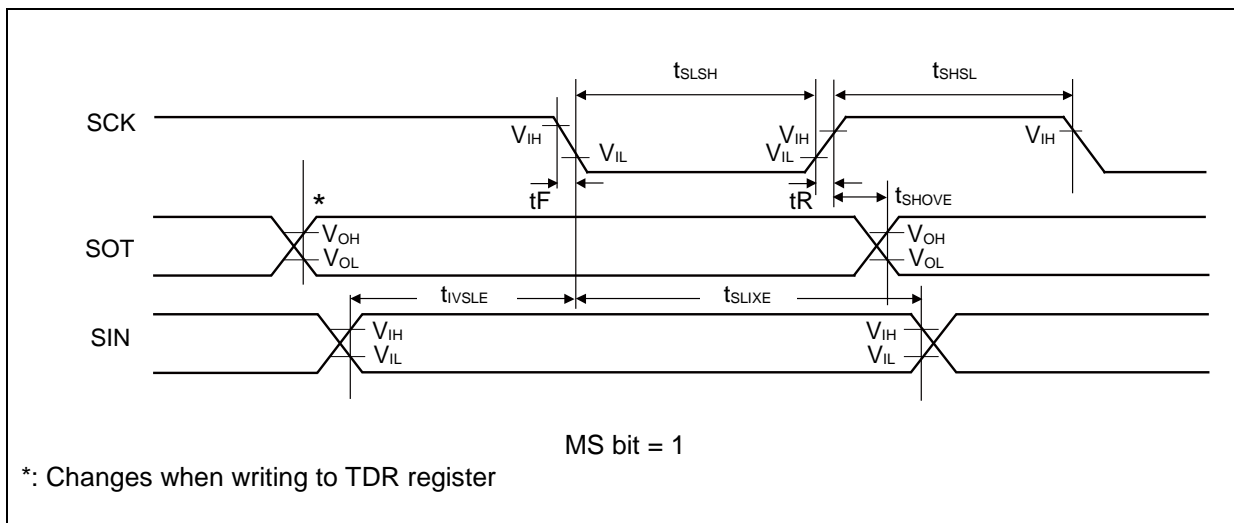 tSLSH
tSHSL
SCK
VIH
VIL
VIL
VIH
VIH
tF
tR
tSHOVE
*
SOT
VOH
VOL
VOH
VOL
tIVSLE
tSLIXE
SIN
VIH
VIL
VIH
VIL
MS bit = 1
*: Changes when writing to TDR register